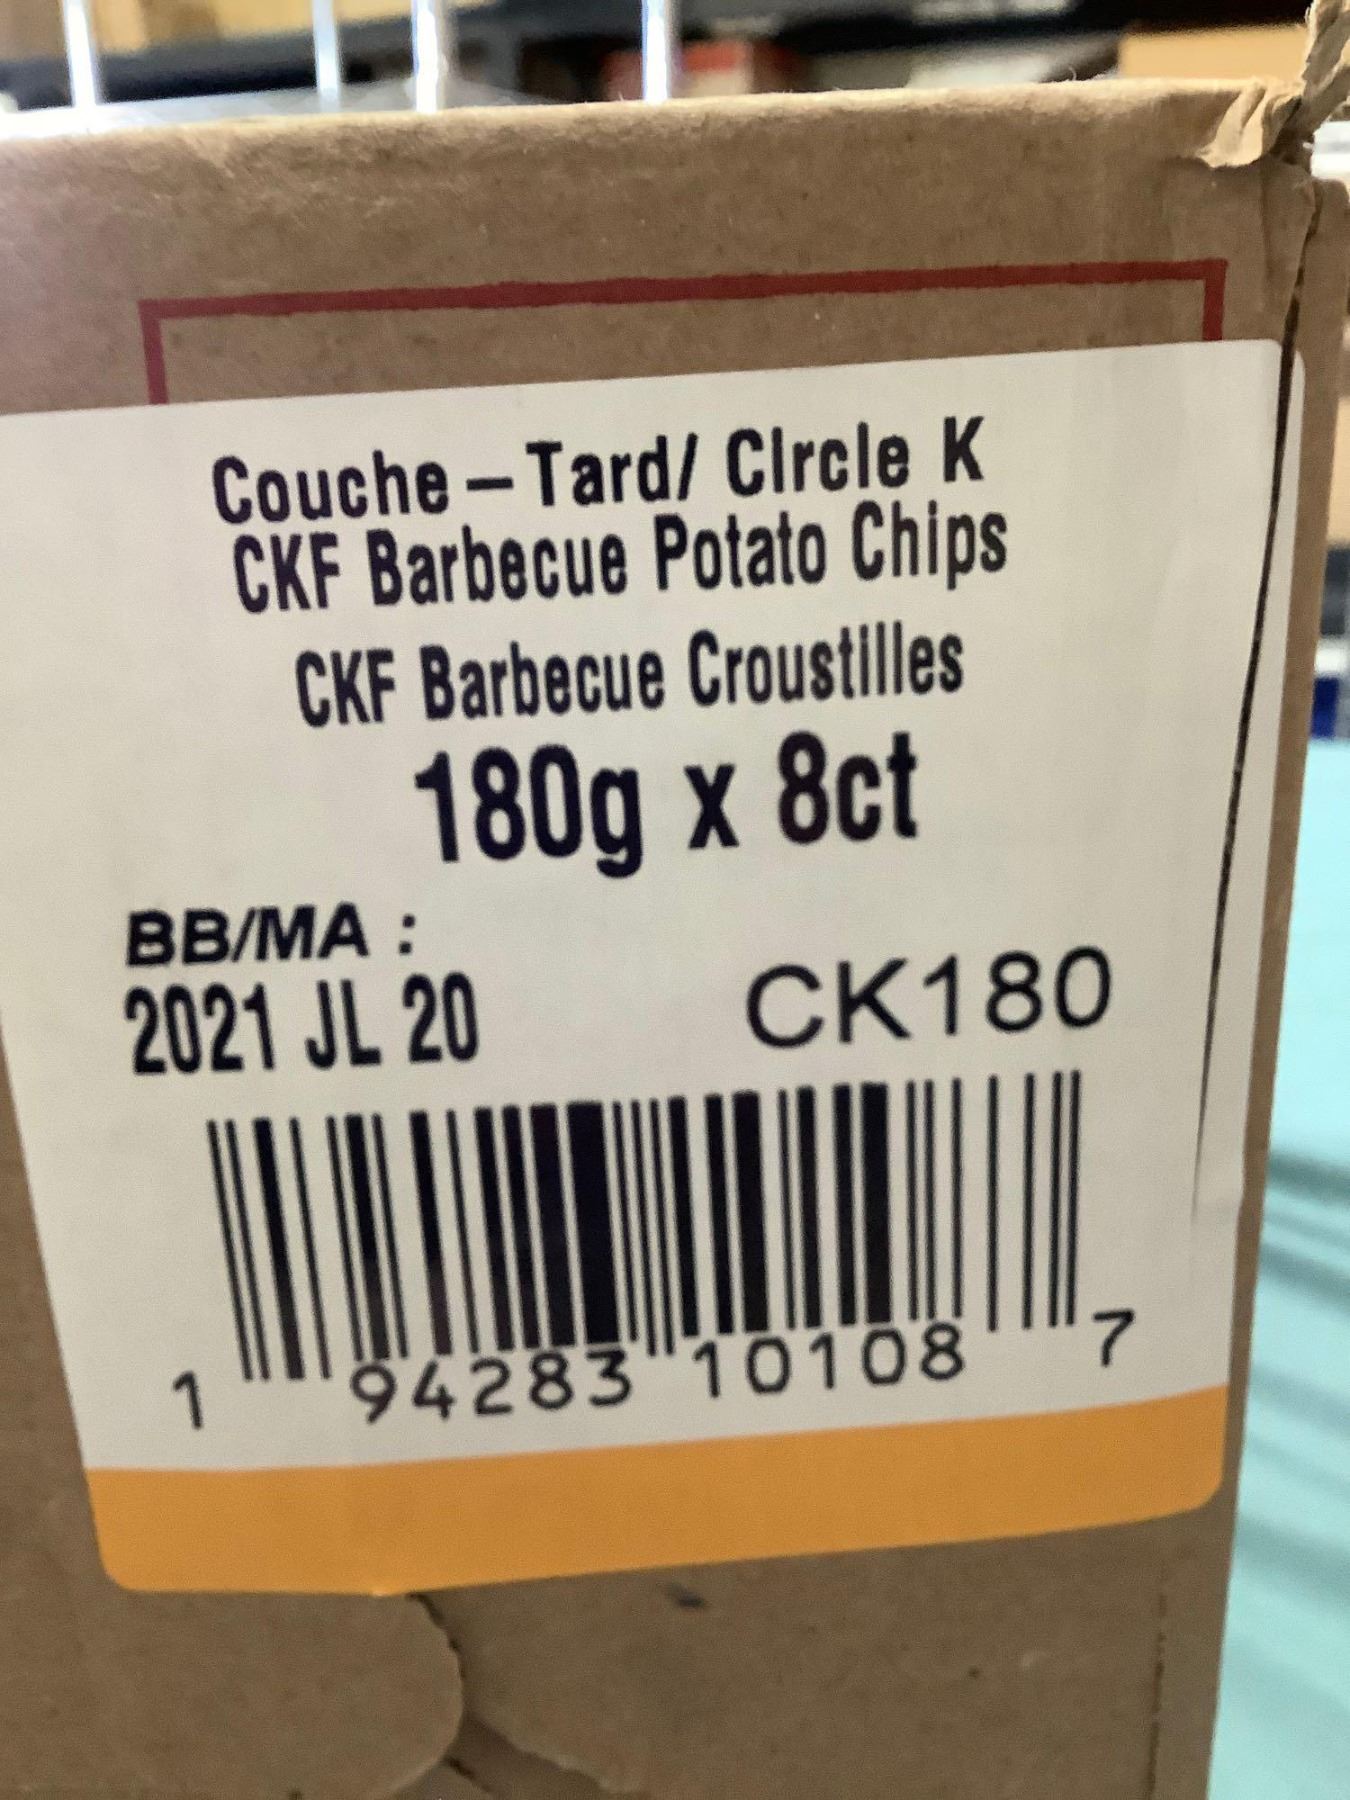 Couche – Tard/ CIrcle K
CKF Barbecue Potato Chips
CKF Barbecue Croustilles
180g x 8ct
BB/MA :
2021 JL 20
CK180
1 94283 10108 7